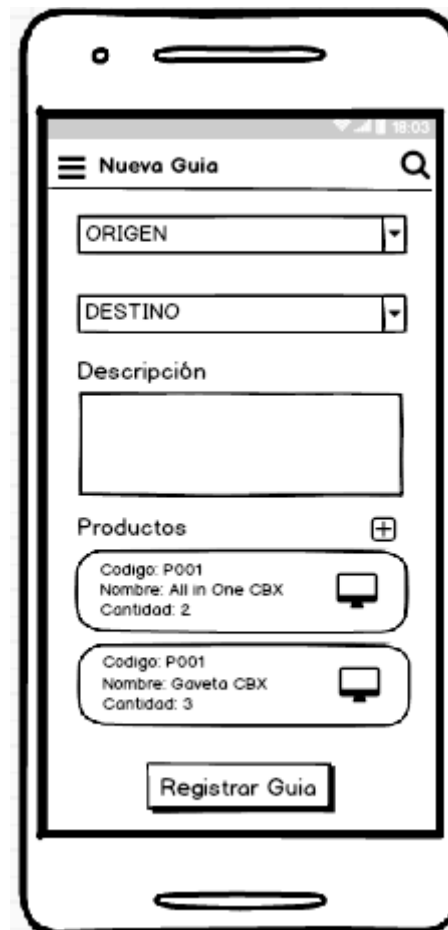 18:03
Nueva Guia
ORIGEN
DESTINO
Descripción
Productos
Codigo: P001
Nombre: All in One CBX
Cantidad: 2
Codigo: P001
Nombre: Gaveta CBX
Cantidad: 3
Registrar Guia